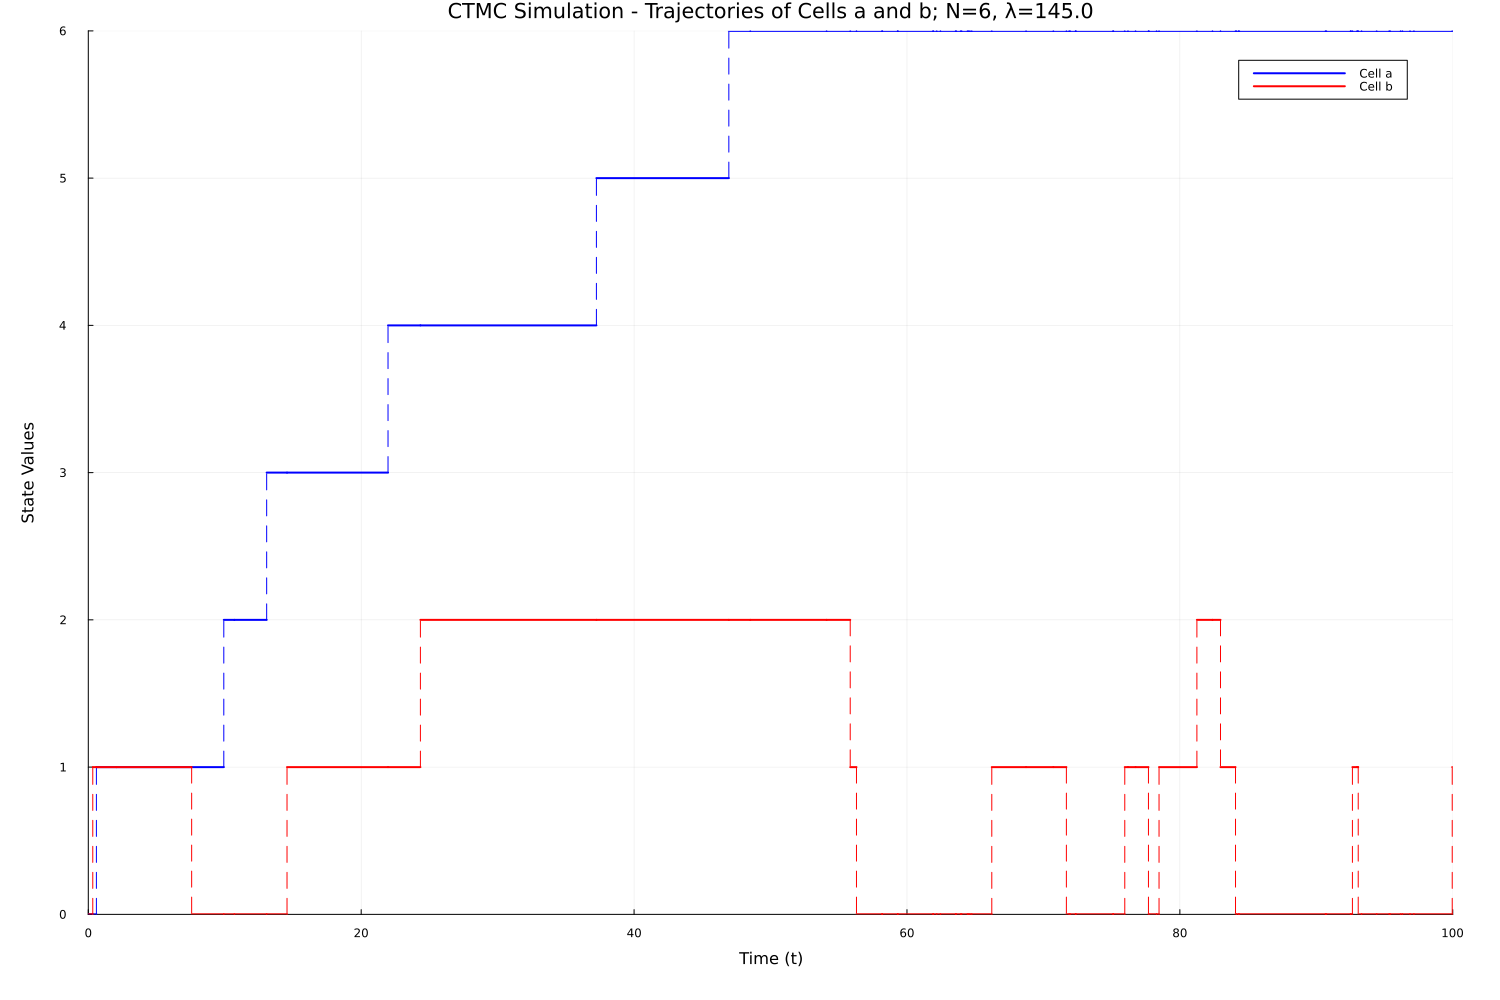 CTMC Simulation - Trajectories of Cells a and b; N=6, λ=145.0
6
Cell a
Cell b
5
4
State Values
3
2
1
0
0 20 40 60 80 100
Time (t)